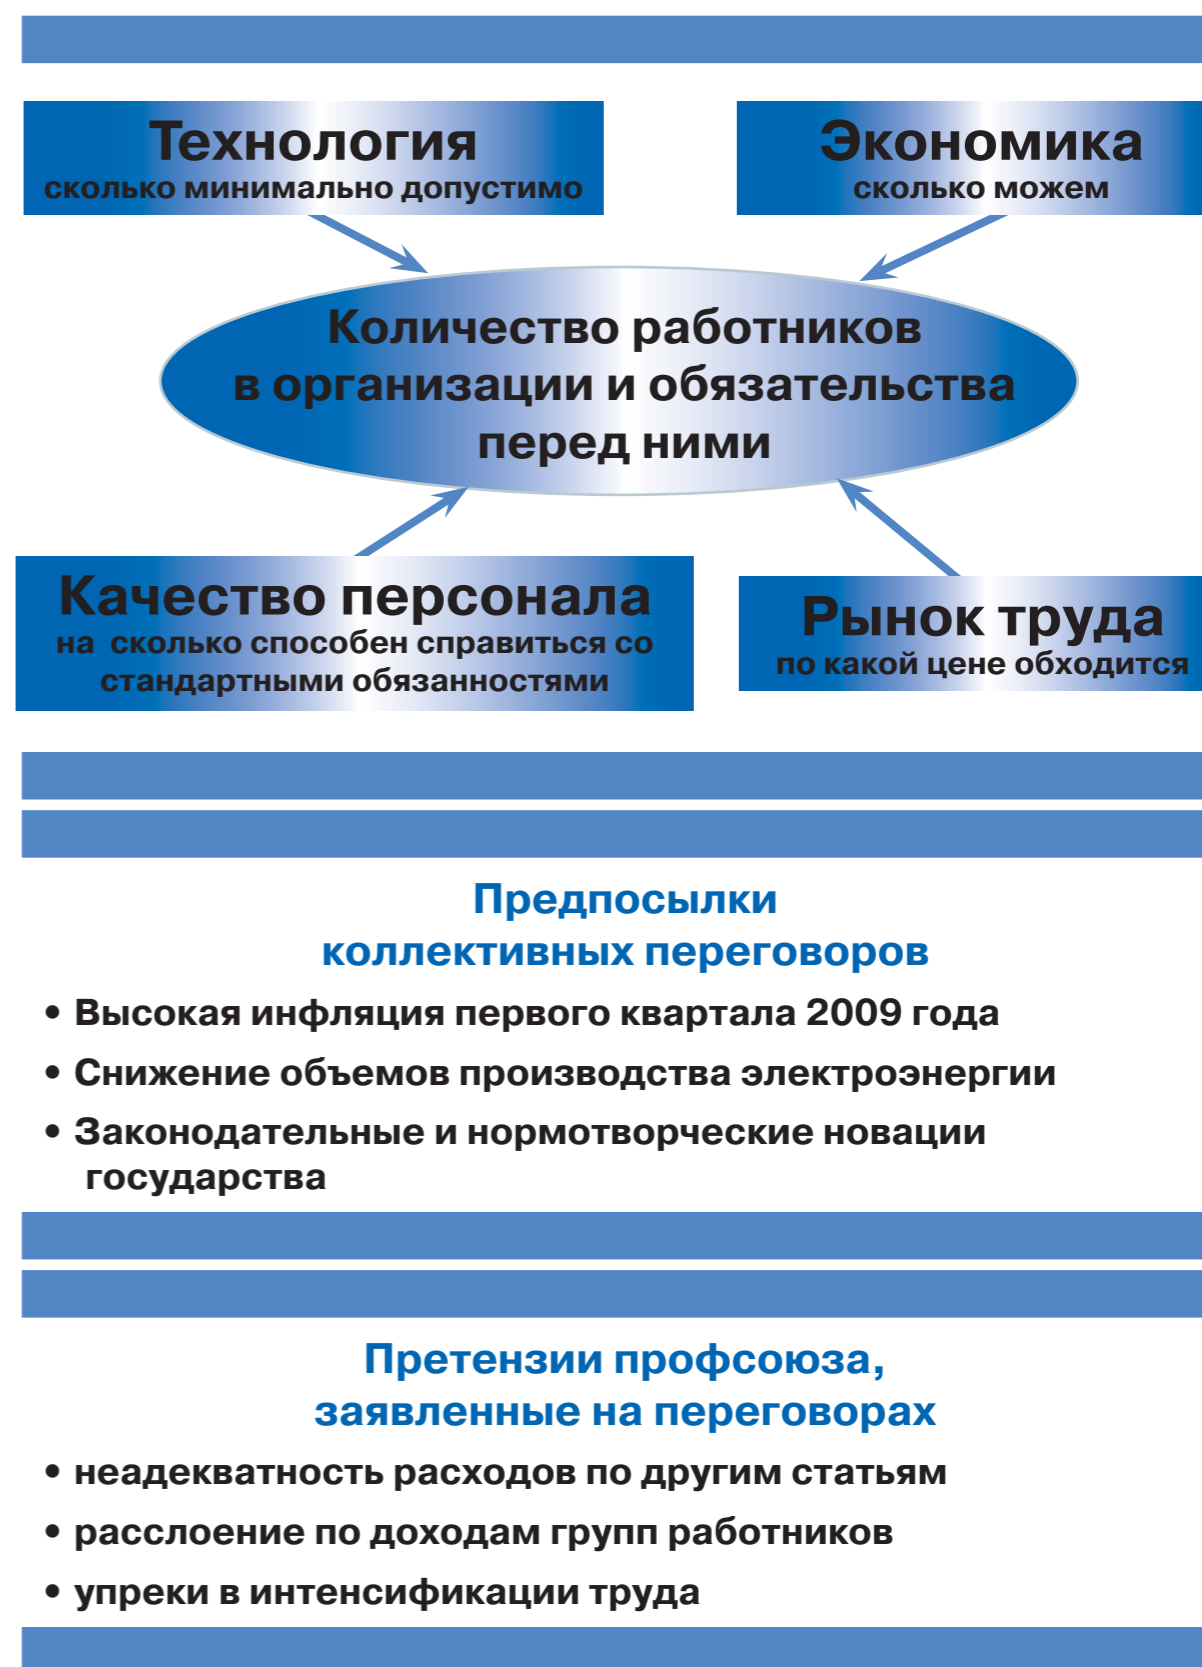 Технология
сколько минимально допустимо
Экономика
сколько можем
Количество работников
в организации и обязательства
перед ними
Качество персонала
на сколько способен справиться со
стандартными обязанностями
Рынок труда
по какой цене обходится
Предпосылки
коллективных переговоров
• Высокая инфляция первого квартала 2009 года
• Снижение объемов производства электроэнергии
• Законодательные и нормотворческие новации
государства
Претензии профсоюза,
заявленные на переговорах
• неадекватность расходов по другим статьям
• расслоение по доходам групп работников
• упреки в интенсификации труда